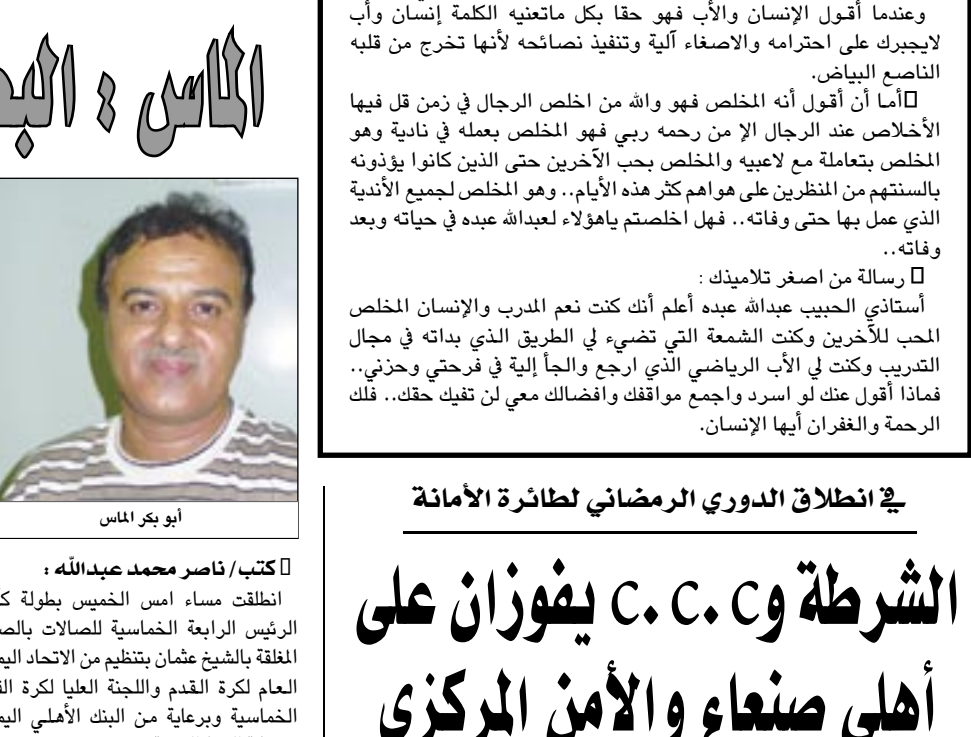 وعندما أقول الإنسان والأب فهو حقا بكل ماتعنيه الكلمة إنسان وأب
لايجبرك على احترامه والاصغاء آلية وتنفيذ نصائحه لأنها تخرج من قلبه
الناصع البياض.
أما أن أقول أنه المخلص فهو والله من اخلص الرجال في زمن قل فيها
الأخلاص عند الرجال الإ من رحمه ربي فهو المخلص بعمله في نادية وهو
المخلص بتعاملة مع لاعبيه والمخلص بحب الآخرين حتى الذين كانوا يؤذونه
بالسنتهم من المنظرين على هواهم كثر هذه الأيام.. وهو المخلص لجميع الأندية
الذي عمل بها حتى وفاته.. فهل اخلصتم ياهؤلاء لعبدالله عبده في حياته وبعد
وفاته..
رسالة من اصغر تلاميذك :
أستاذي الحبيب عبدالله عبده أعلم أنك كنت نعم المدرب والإنسان المخلص
المحب للآخرين وكنت الشمعة التي تضيء لي الطريق الذي بداته في مجال
التدريب وكنت لي الأب الرياضي الذي ارجع والجأ إلية في فرحتي وحزني..
فماذا أقول عنك لو اسرد واجمع مواقفك وافضالك معي لن تفيك حقك.. فلك
الرحمة والغفران أيها الإنسان.
في انطلاق الدوري الرمضاني لطائرة الأمانة
الشرطة وC.C.C يفوزان على
أهلي صنعاء والأمن المركزي
الماس :
أبو بكر الماس
كتب/ ناصر محمد عبدالله :
انطلقت مساء امس الخميس بطولة
الرئيس الرابعة الخماسية للصالات
المغلقة بالشيخ عثمان بتنظيم من الاتحاد
العام لكرة القدم واللجنة العليا لكرة
الخماسية وبرعاية من البنك الأهلي